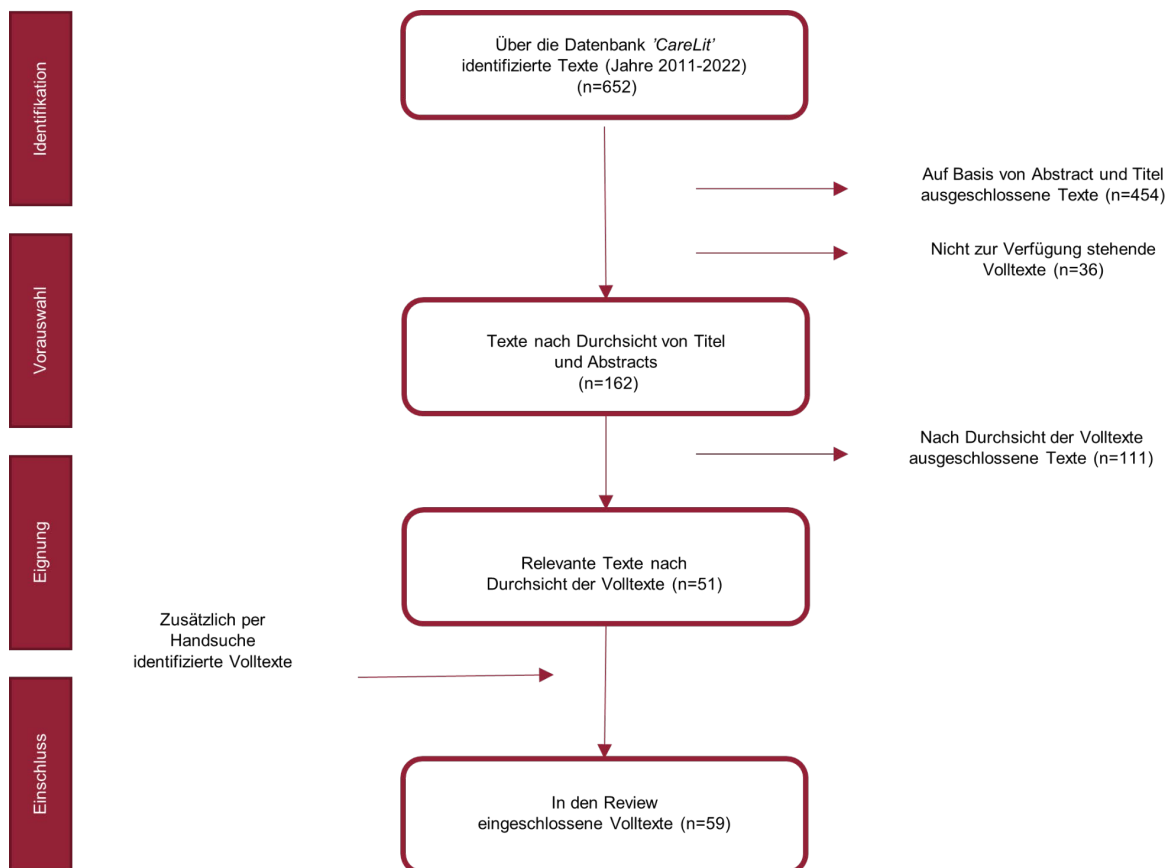 Identifikation
Über die Datenbank 'CareLit'
identifizierte Texte (Jahre 2011-2022)
(n=652)
Auf Basis von Abstract und Titel
ausgeschlossene Texte (n=454)
Nicht zur Verfügung stehende
Volltexte (n=36)
Vorauswahl
Texte nach Durchsicht von Titel
und Abstracts
(n=162)
Nach Durchsicht der Volltexte
ausgeschlossene Texte (n=111)
Eignung
Relevante Texte nach
Durchsicht der Volltexte (n=51)
Zusätzlich per
Handsuche
identifizierte Volltexte
Einschluss
In den Review
eingeschlossene Volltexte (n=59)